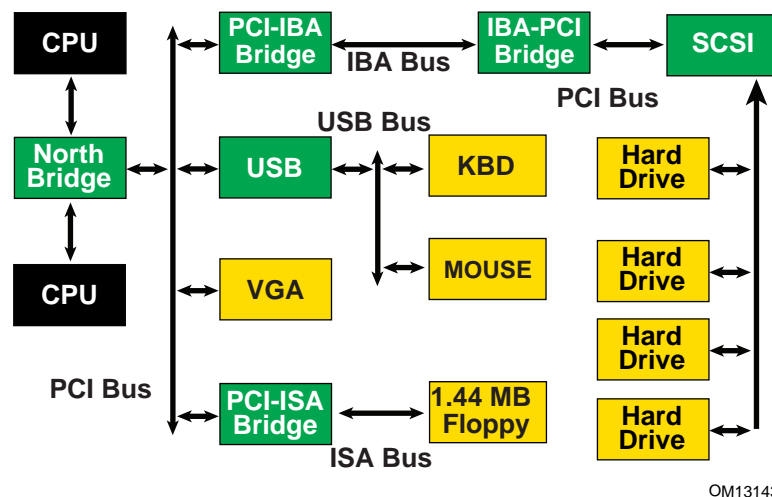 CPU
PCI-IBA
Bridge
IBA Bus
IBA-PCI
Bridge
SCSI
PCI Bus
USB Bus
North
Bridge
USB
KBD
Hard
Drive
CPU
VGA
MOUSE
Hard
Drive
Hard
Drive
PCI Bus
PCI-ISA
Bridge
ISA Bus
1.44 MB
Floppy
Hard
Drive
OM13143